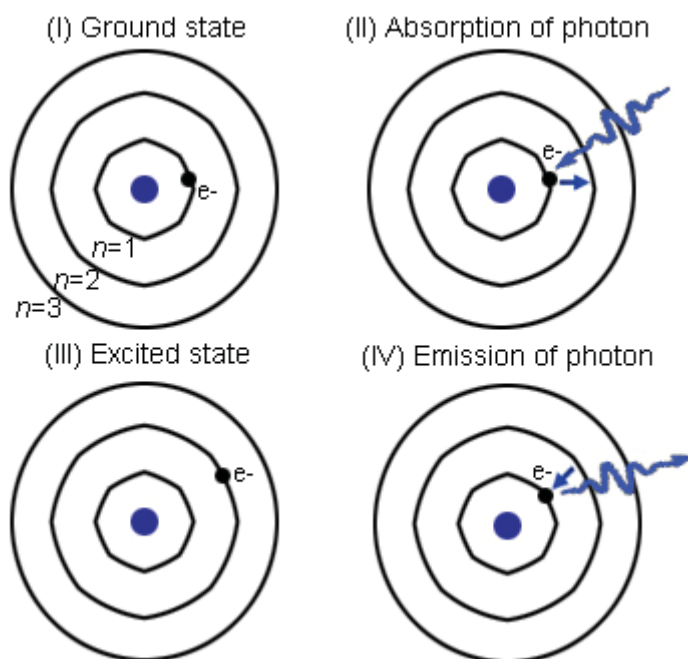 (I) Ground state
(II) Absorption of photon
e-
e-
n=1
n=2
n=3
(III) Excited state
(IV) Emission of photon
e-
e-